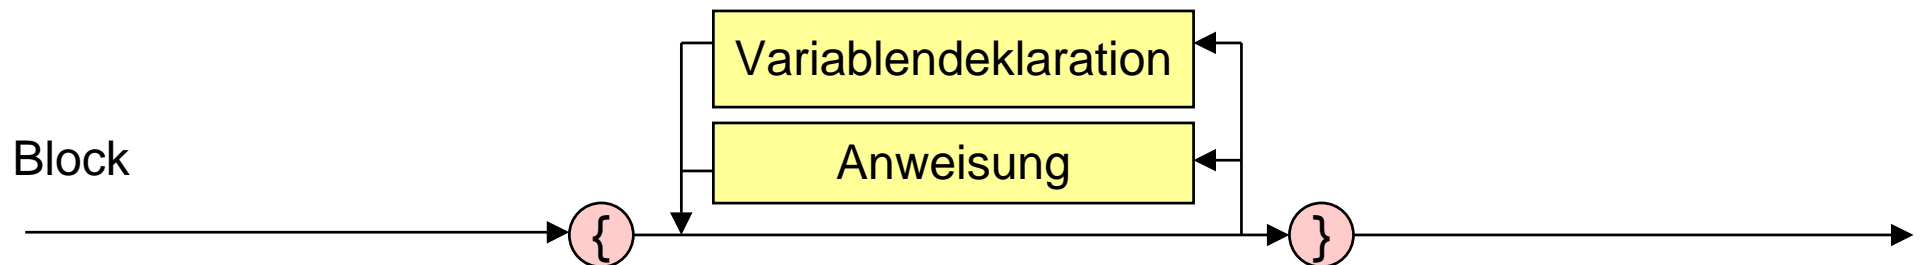 Variablendeklaration
Anweisung
Block
{ }